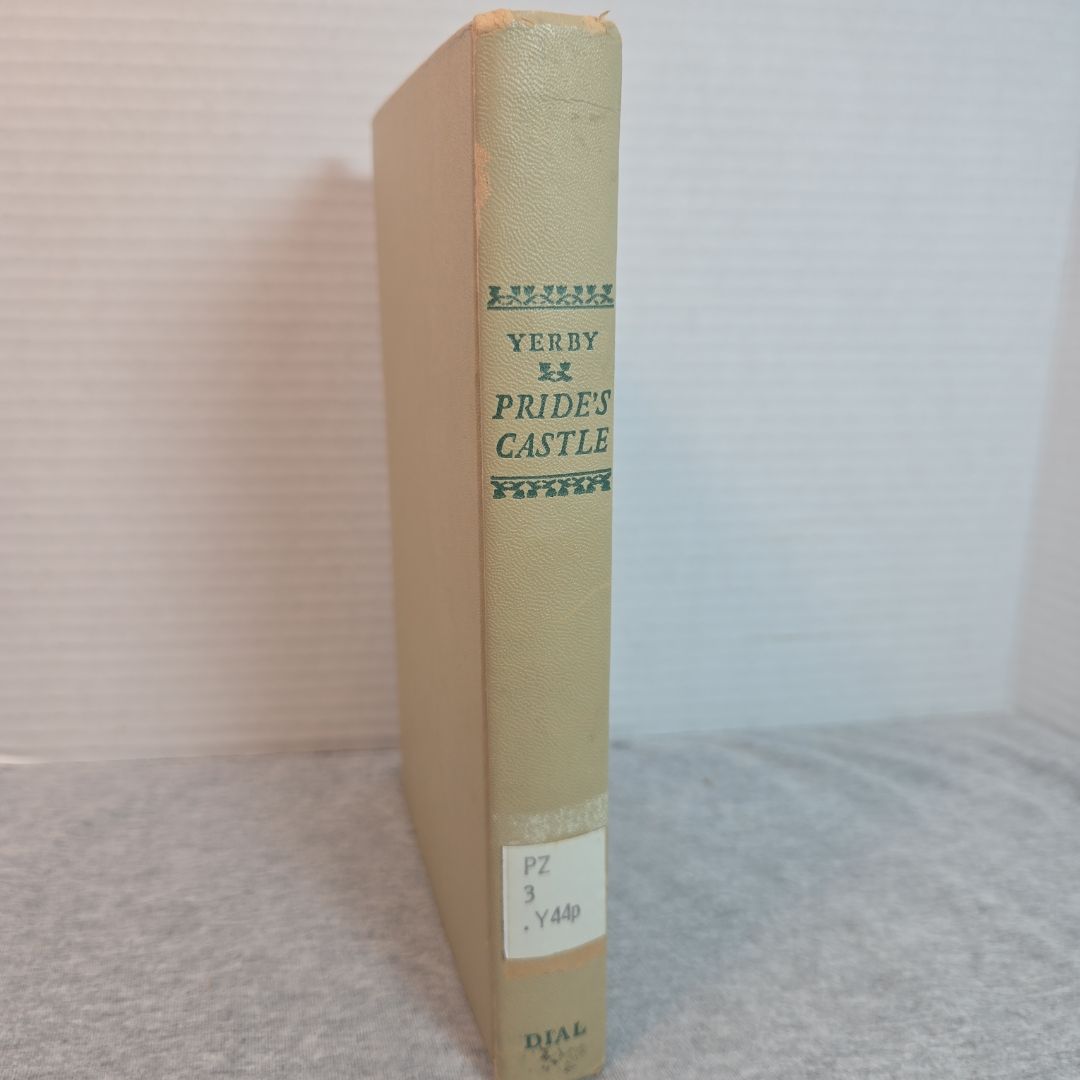 YERBY
PRIDE'S
CASTLE
PZ
3
.Y44p
DIAL